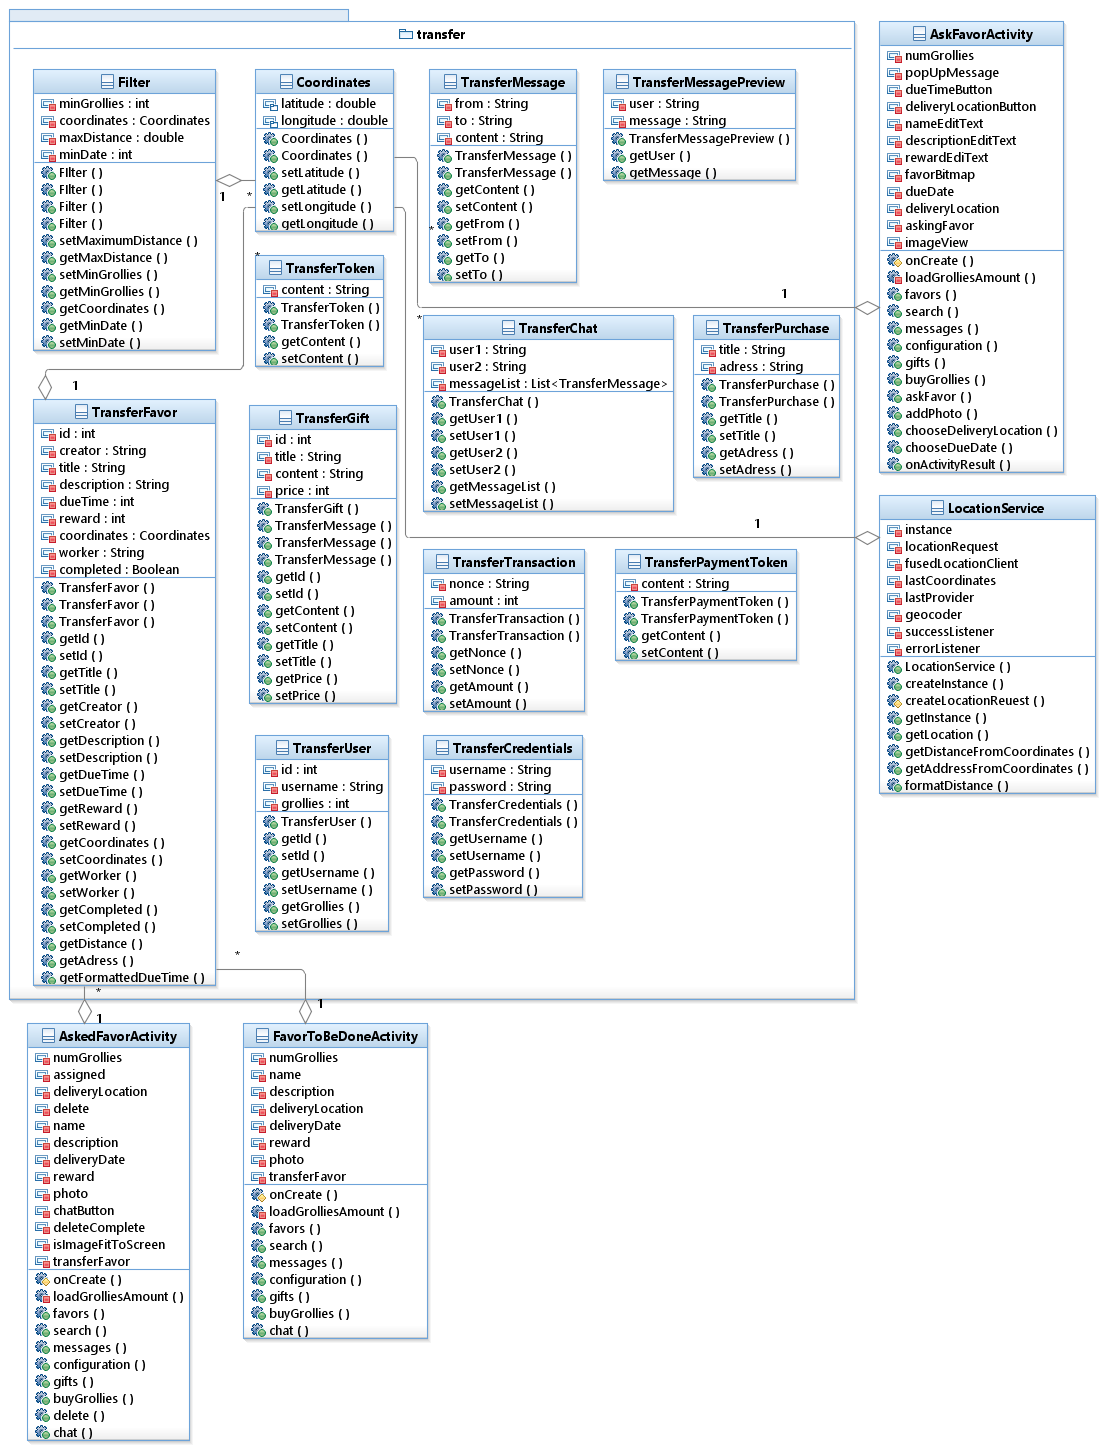 transfer
Filter
minGrollies : int
coordinates : Coordinates
maxDistance : double
minDate : int
FIlter ( )
FIlter ( )
Filter ( )
Filter ( )
setMaximumDistance ( )
getMaxDistance ( )
setMinGrollies ( )
getMinGrollies ( )
getCoordinates ( )
getMinDate ( )
setMinDate ( )
Coordinates
latitude : double
longitude : double
Coordinates ( )
Coordinates ( )
setLatitude ( )
getLatitude ( )
setLongitude ( )
getLongitude ( )
1
*
TransferMessage
from : String
to : String
content : String
TransferMessage ( )
TransferMessage ( )
getContent ( )
setContent ( )
getFrom ( )
setFrom ( )
getTo ( )
setTo ( )
*
TransferMessagePreview
user : String
message : String
TransferMessagePreview ( )
getUser ( )
getMessage ( )
AskFavorActivity
numGrollies
popUpMessage
dueTimeButton
deliveryLocationButton
nameEditText
descriptionEditText
rewardEdiText
favorBitmap
dueDate
deliveryLocation
askingFavor
imageView
onCreate ( )
loadGrolliesAmount ( )
favors ( )
search ( )
messages ( )
configuration ( )
gifts ( )
buyGrollies ( )
askFavor ( )
addPhoto ( )
chooseDeliveryLocation ( )
chooseDueDate ( )
onActivityResult ( )
1
*
TransferToken
content : String
TransferToken ( )
TransferToken ( )
getContent ( )
setContent ( )
*
1
TransferChat
user1 : String
user2 : String
messageList : List<TransferMessage>
TransferChat ( )
getUser1 ( )
setUser1 ( )
getUser2 ( )
setUser2 ( )
getMessageList ( )
setMessageList ( )
TransferPurchase
title : String
adress : String
TransferPurchase ( )
TransferPurchase ( )
getTitle ( )
setTitle ( )
getAdress ( )
setAdress ( )
TransferFavor
id : int
creator : String
title : String
description : String
dueTime : int
reward : int
coordinates : Coordinates
worker : String
completed : Boolean
TransferFavor ( )
TransferFavor ( )
TransferFavor ( )
getId ( )
setId ( )
getTitle ( )
setTitle ( )
getCreator ( )
setCreator ( )
getDescription ( )
setDescription ( )
getDueTime ( )
setDueTime ( )
getReward ( )
setReward ( )
getCoordinates ( )
setCoordinates ( )
getWorker ( )
setWorker ( )
getCompleted ( )
setCompleted ( )
getDistance ( )
getAdress ( )
getFormattedDueTime ( )
TransferGift
id : int
title : String
content : String
price : int
TransferGift ( )
TransferMessage ( )
TransferMessage ( )
TransferMessage ( )
getId ( )
setId ( )
getContent ( )
setContent ( )
getTitle ( )
setTitle ( )
getPrice ( )
setPrice ( )
1
LocationService
instance
locationRequest
fusedLocationClient
lastCoordinates
lastProvider
geocoder
successListener
errorListener
LocationService ( )
createInstance ( )
createLocationReuest ( )
getInstance ( )
getLocation ( )
getDistanceFromCoordinates ( )
getAddressFromCoordinates ( )
formatDistance ( )
TransferTransaction
nonce : String
amount : int
TransferTransaction ( )
TransferTransaction ( )
getNonce ( )
setNonce ( )
getAmount ( )
setAmount ( )
TransferPaymentToken
content : String
TransferPaymentToken ( )
TransferPaymentToken ( )
getContent ( )
setContent ( )
TransferUser
id : int
username : String
grollies : int
TransferUser ( )
getId ( )
setId ( )
getUsername ( )
setUsername ( )
getGrollies ( )
setGrollies ( )
TransferCredentials
username : String
password : String
TransferCredentials ( )
TransferCredentials ( )
getUsername ( )
setUsername ( )
getPassword ( )
setPassword ( )
*
*
1
1
AskedFavorActivity
numGrollies
assigned
deliveryLocation
delete
name
description
deliveryDate
reward
photo
chatButton
deleteComplete
isImageFitToScreen
transferFavor
onCreate ( )
loadGrolliesAmount ( )
favors ( )
search ( )
messages ( )
configuration ( )
gifts ( )
buyGrollies ( )
delete ( )
chat ( )
FavorToBeDoneActivity
numGrollies
name
description
deliveryLocation
deliveryDate
reward
photo
transferFavor
onCreate ( )
loadGrolliesAmount ( )
favors ( )
search ( )
messages ( )
configuration ( )
gifts ( )
buyGrollies ( )
chat ( )